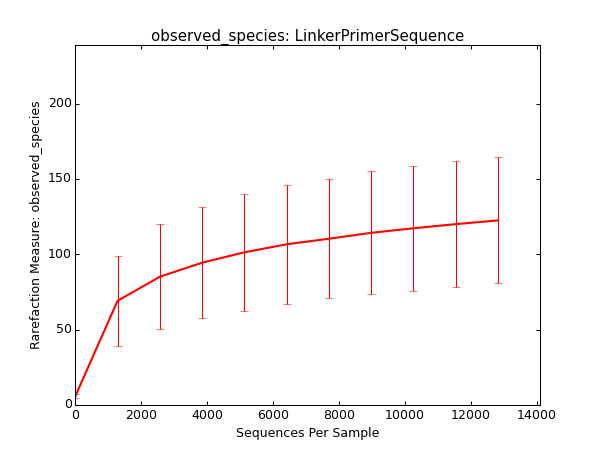 observed_species: LinkerPrimerSequence
Rarefaction Measure: observed_species
200
150
100
50
0
0 2000 4000 6000 8000 10000 12000 14000
Sequences Per Sample